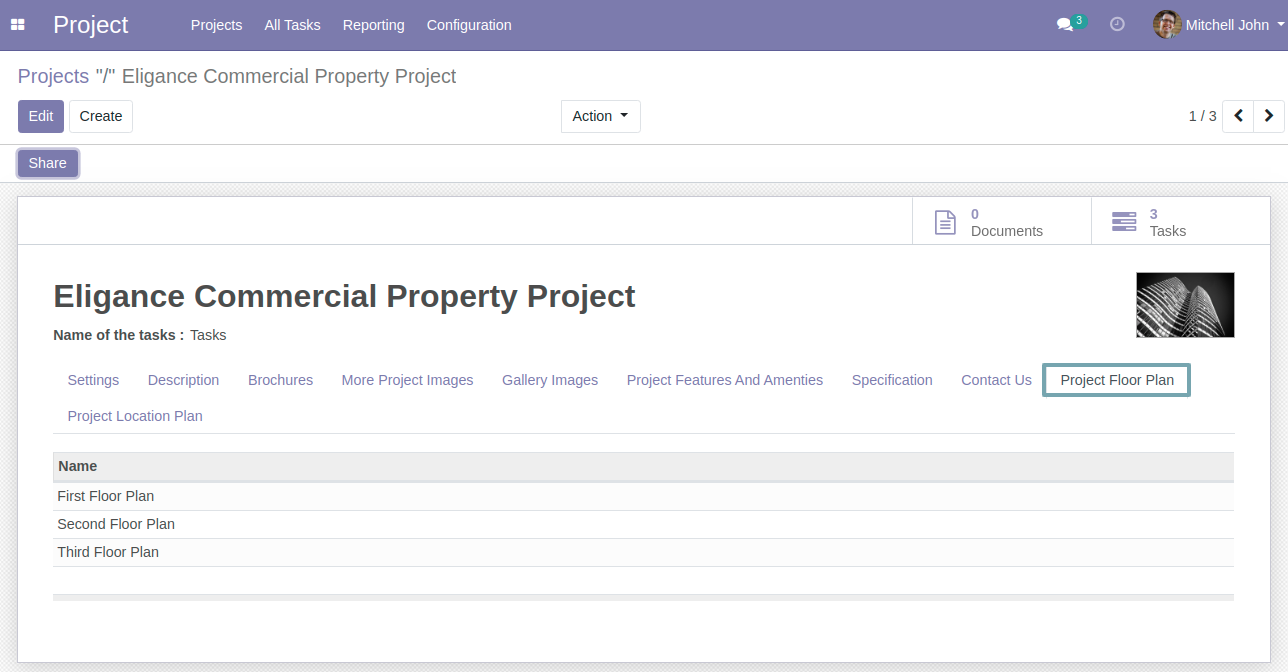 Project Projects All Tasks Reporting Configuration 3 Mitchell John
Projects "/" Eligance Commercial Property Project
Edit Create Action 1 / 3
Share
0
Documents
3
Tasks
Eligance Commercial Property Project
Name of the tasks : Tasks
Settings Description Brochures More Project Images Gallery Images Project Features And Amenties Specification Contact Us Project Floor Plan
Project Location Plan
Name
First Floor Plan
Second Floor Plan
Third Floor Plan